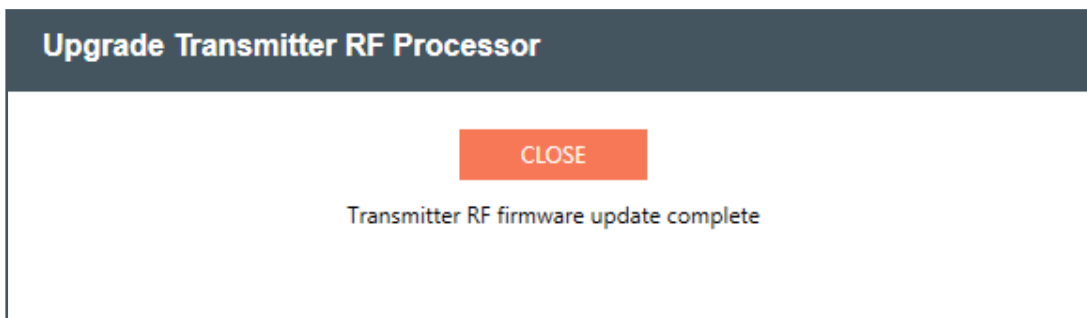 Upgrade Transmitter RF Processor
CLOSE
Transmitter RF firmware update complete